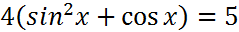 4(sin²x + cos x) = 5